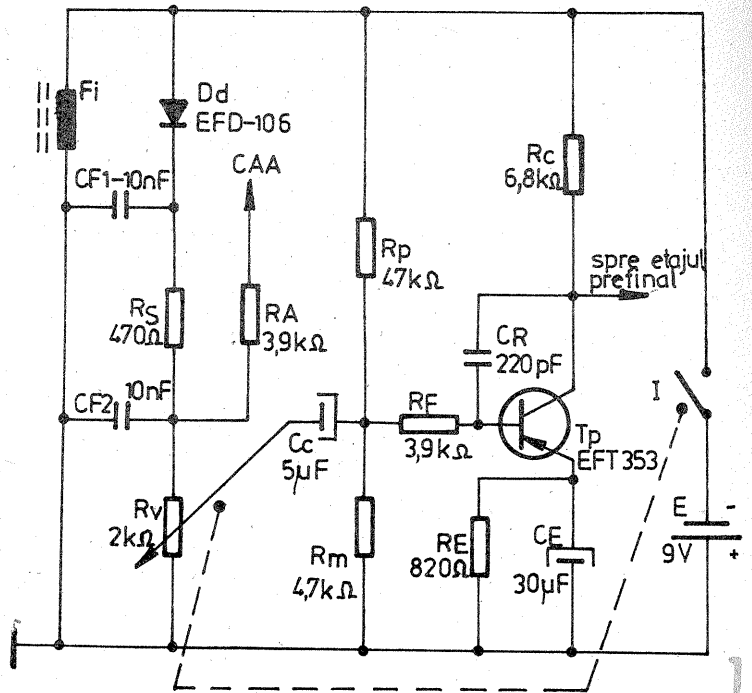 Fi
Dd
EFD-106
CF1-10nF
CAA
Rc
6,8kΩ
Rp
47kΩ
spre etajul
prefinal
RS
470Ω
RA
3,9kΩ
CR
220pF
CF2
10nF
RF
3,9kΩ
I
Cc
5μF
Tp
EFT353
Rv
2kΩ
Rm
4,7kΩ
RE
820Ω
CE
30μF
E
-
9V
+